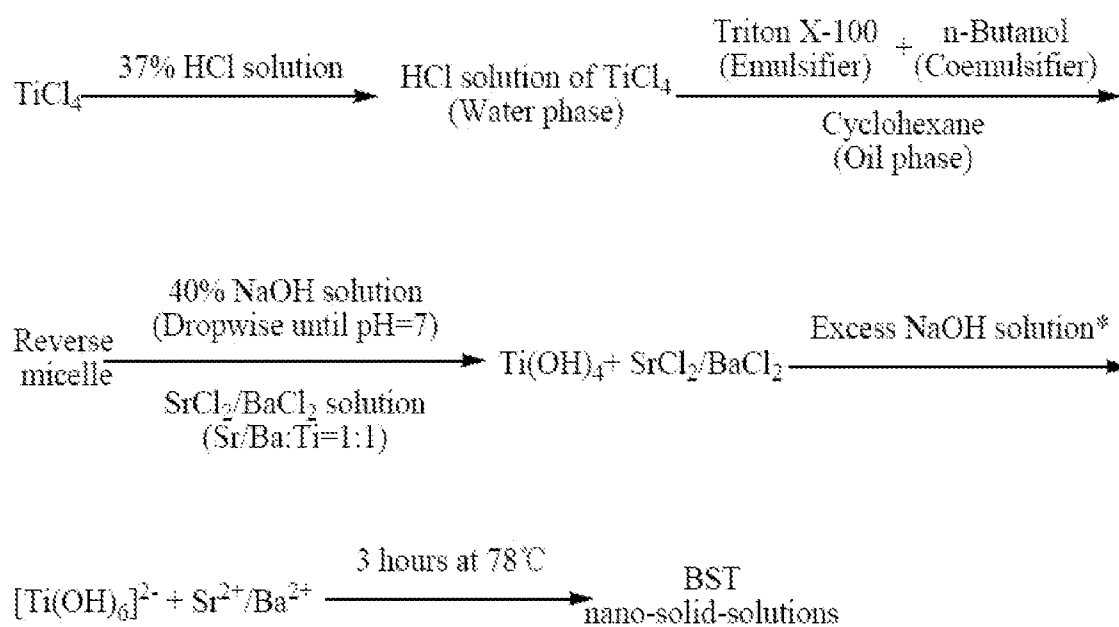 Triton X-100 + n-Butanol
37% HCl solution (Emulsifier) (Coemulsifier)
TiCl₄ HCl solution of TiCl₄
(Water phase) Cyclohexane
(Oil phase)
40% NaOH solution
(Dropwise until pH=7) Excess NaOH solution*
Reverse
micelle Ti(OH)₄+ SrCl₂/BaCl₂
SrCl₂/BaCl₂ solution
(Sr/Ba:Ti=1:1)
3 hours at 78℃
[Ti(OH)₆]²⁻ + Sr²⁺/Ba²⁺ BST
nano-solid-solutions